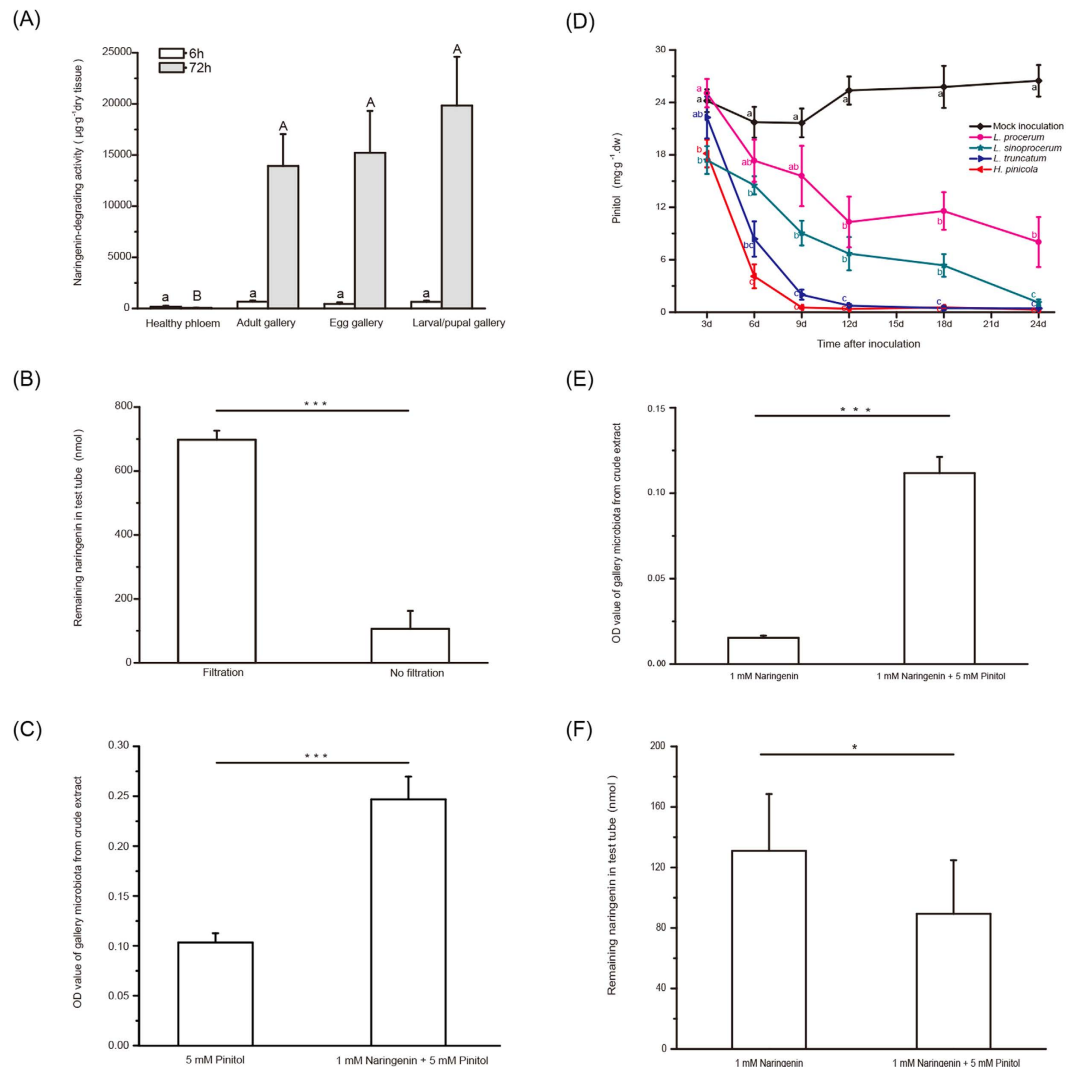 (A)
Naringenin-degrading activity ( μg·g⁻¹dry tissue )
25000
20000
15000
10000
5000
0
6h
72h
a
B
a
A
a
A
a
A
Healthy phloem
Adult gallery
Egg gallery
Larval/pupal gallery
(D)
Pinitol (mg·g⁻¹.dw)
30
24
18
12
6
0
Mock inoculation
L. procerum
L. sinoprocerum
L. truncatum
H. pinicola
a
a
ab
b
b
a
ab
b
bc
c
a
ab
b
c
c
a
b
b
c
a
b
b
c
a
b
c
c
3d
6d
9d
12d
15d
18d
21d
24d
Time after inoculation
(B)
Remaining naringenin in test tube (nmol)
800
600
400
200
0
* * *
Filtration
No filtration
(E)
OD value of gallery microbiota from crude extract
0.15
0.10
0.05
0.00
* * *
1 mM Naringenin
1 mM Naringenin + 5 mM Pinitol
(C)
OD value of gallery microbiota from crude extract
0.30
0.25
0.20
0.15
0.10
0.05
0.00
***
5 mM Pinitol
1 mM Naringenin + 5 mM Pinitol
(F)
Remaining naringenin in test tube (nmol)
200
160
120
80
40
0
*
1 mM Naringenin
1 mM Naringenin + 5 mM Pinitol